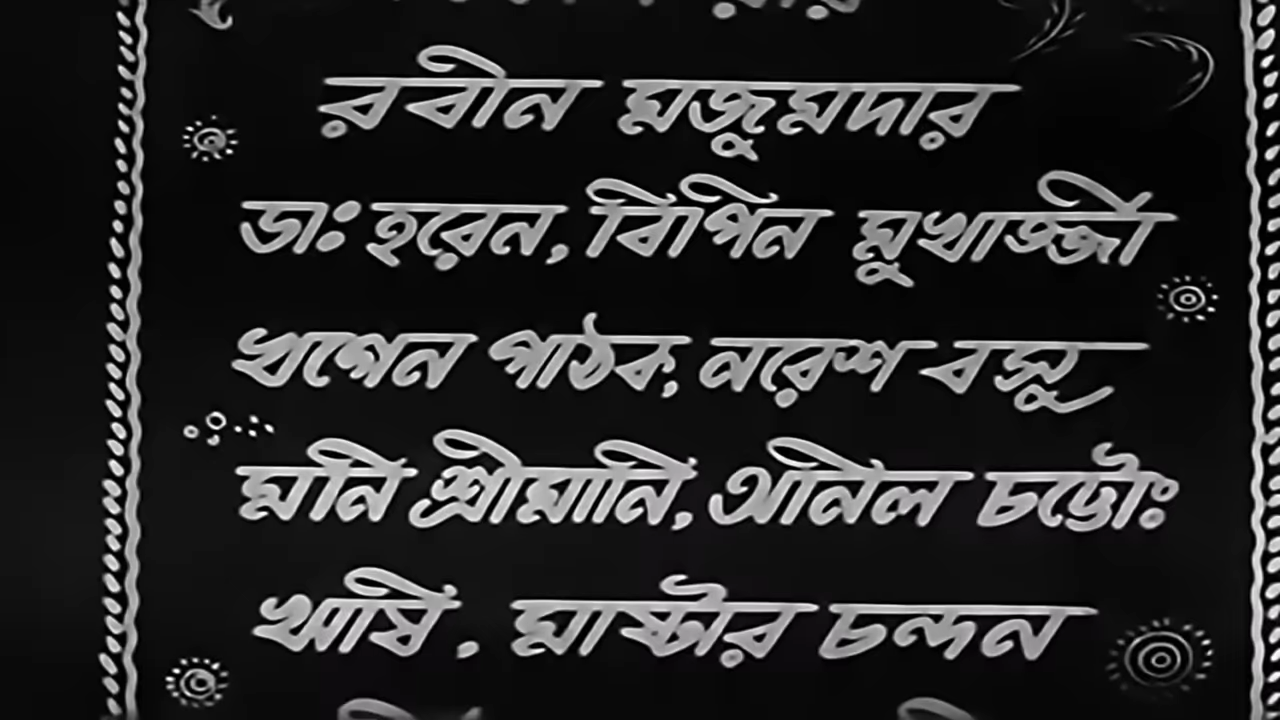 রবীন মজুমদার
ডাঃ হরেন, বিপিন মুখার্জ্জী
খগেন পাঠক, নরেশ বসু
মনি শ্রীমানি, অনিল চট্টোঃ
ঋষি, মাষ্টার চন্দন